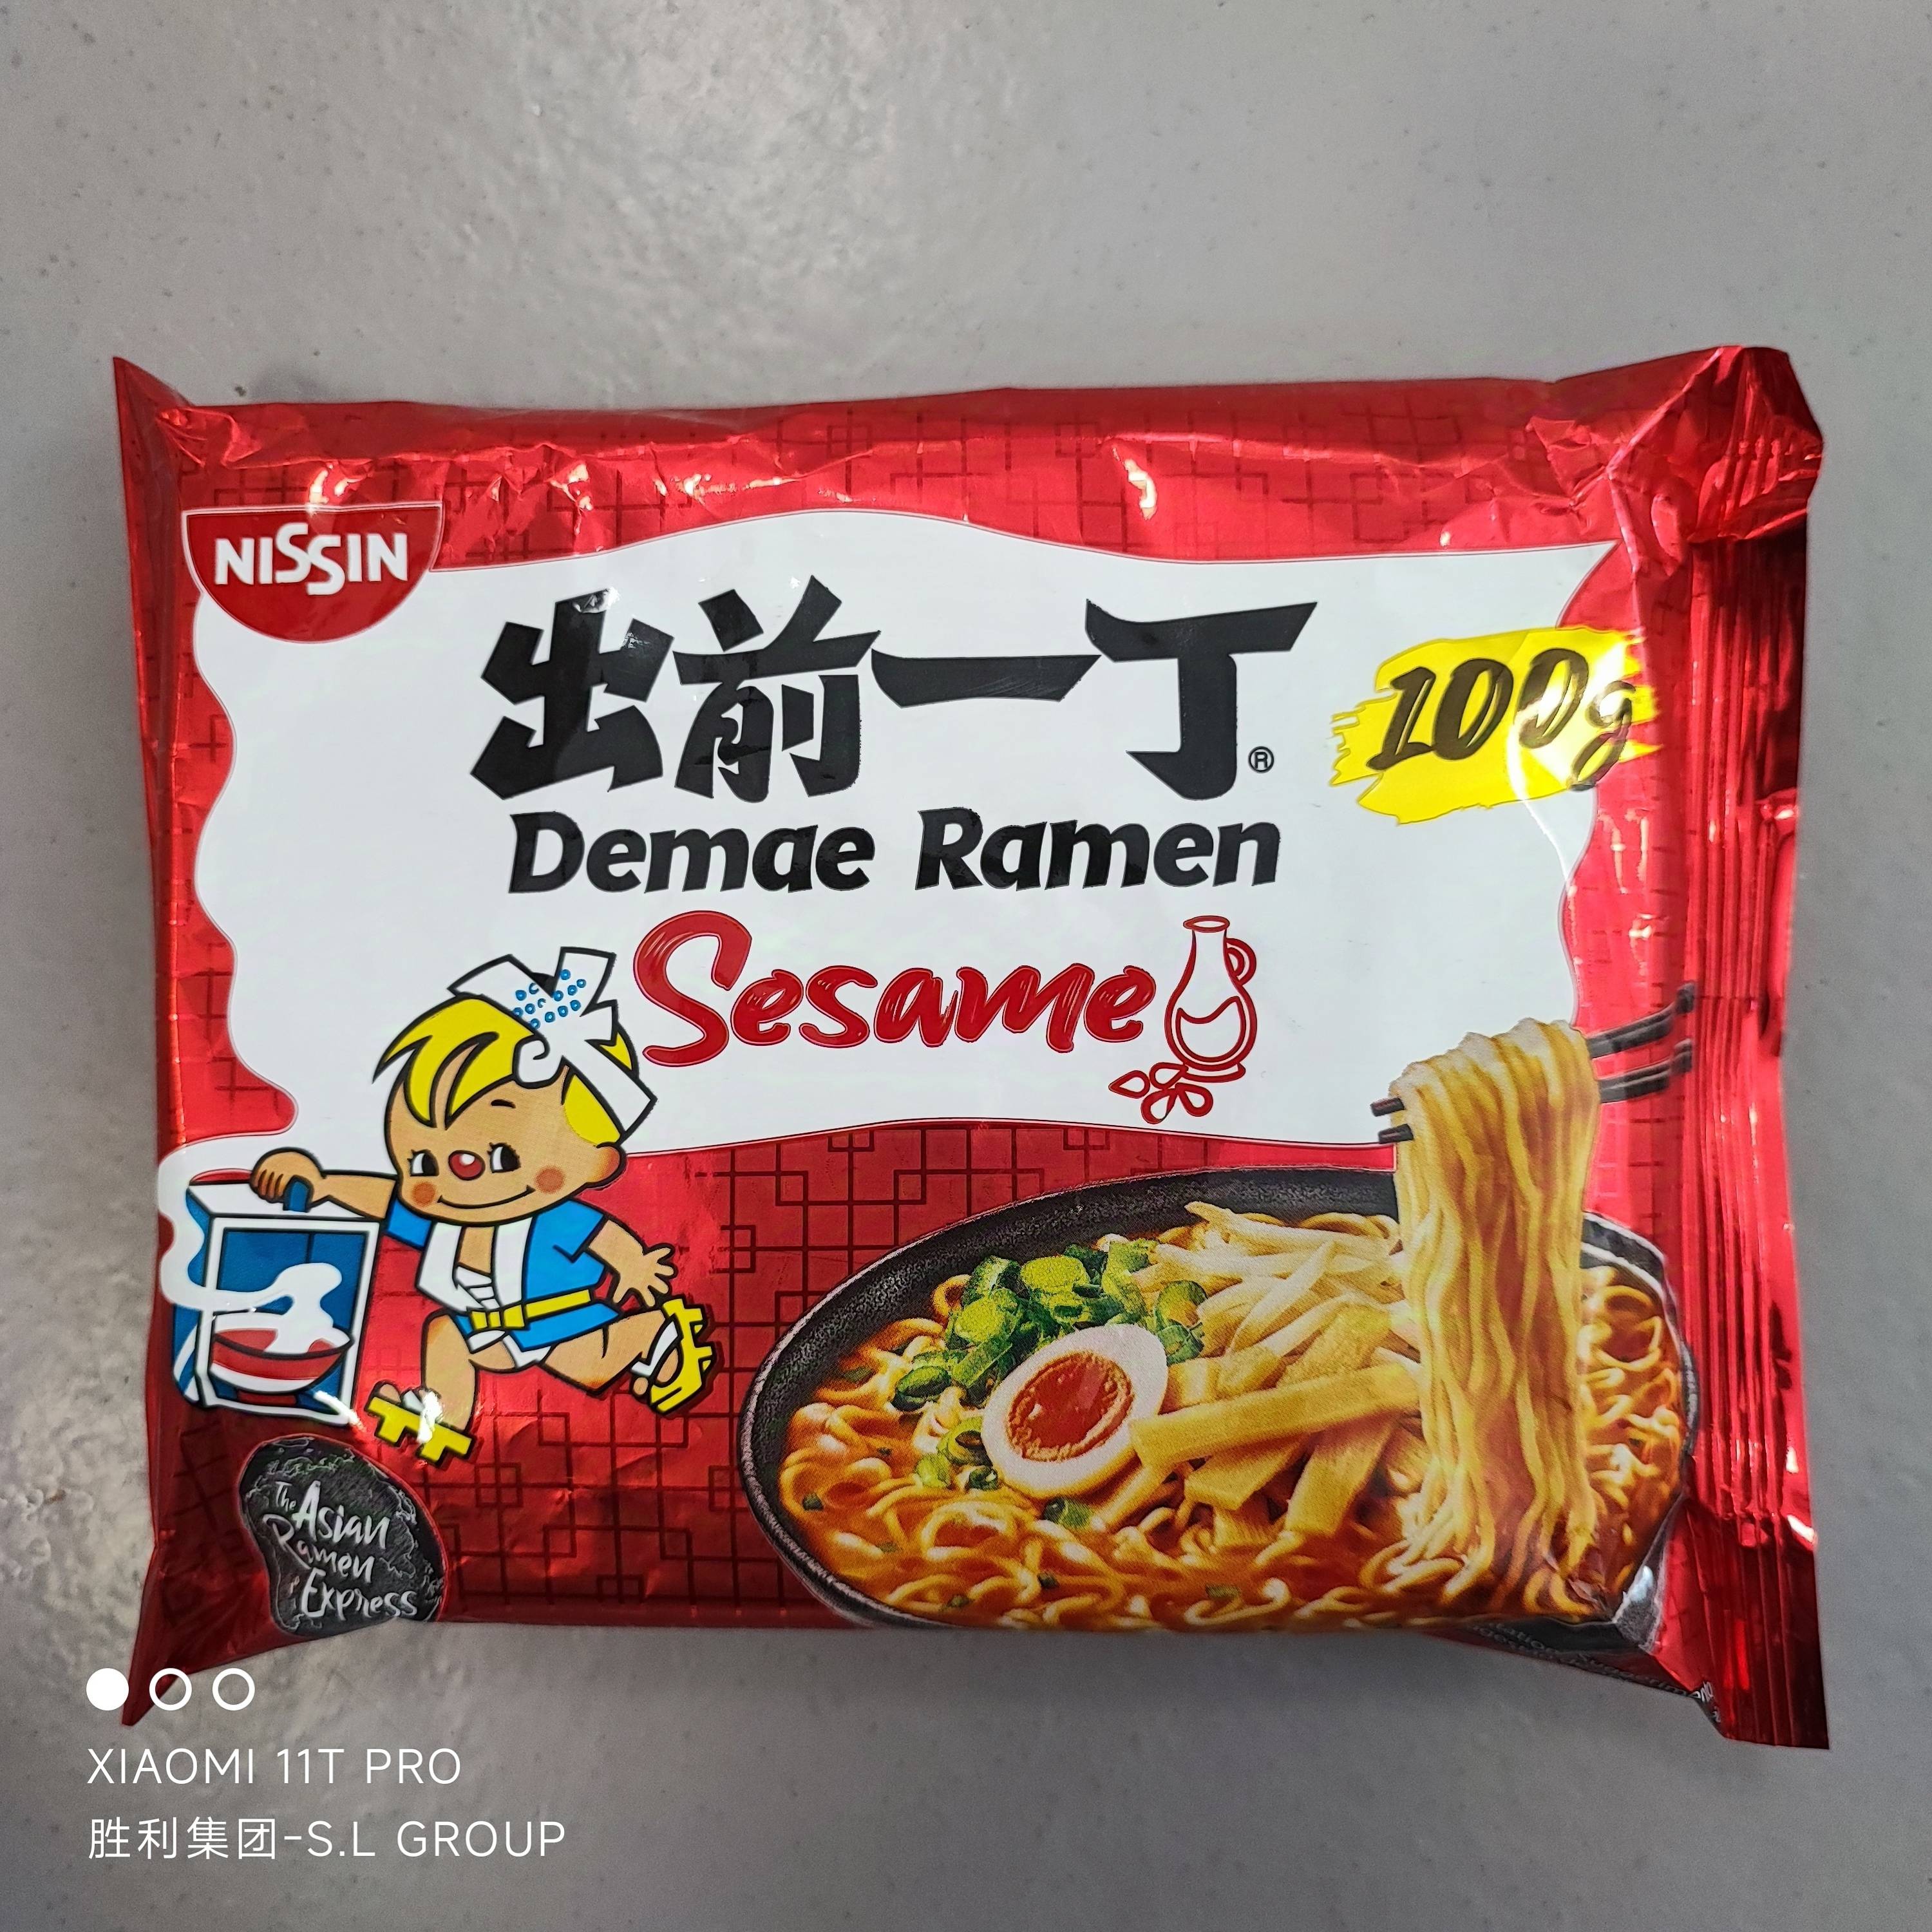 NISSIN
出前一丁®
100g
Demae Ramen
Sesame
The Asian
Ramen
Express
XIAOMI 11T PRO
胜利集团-S.L GROUP